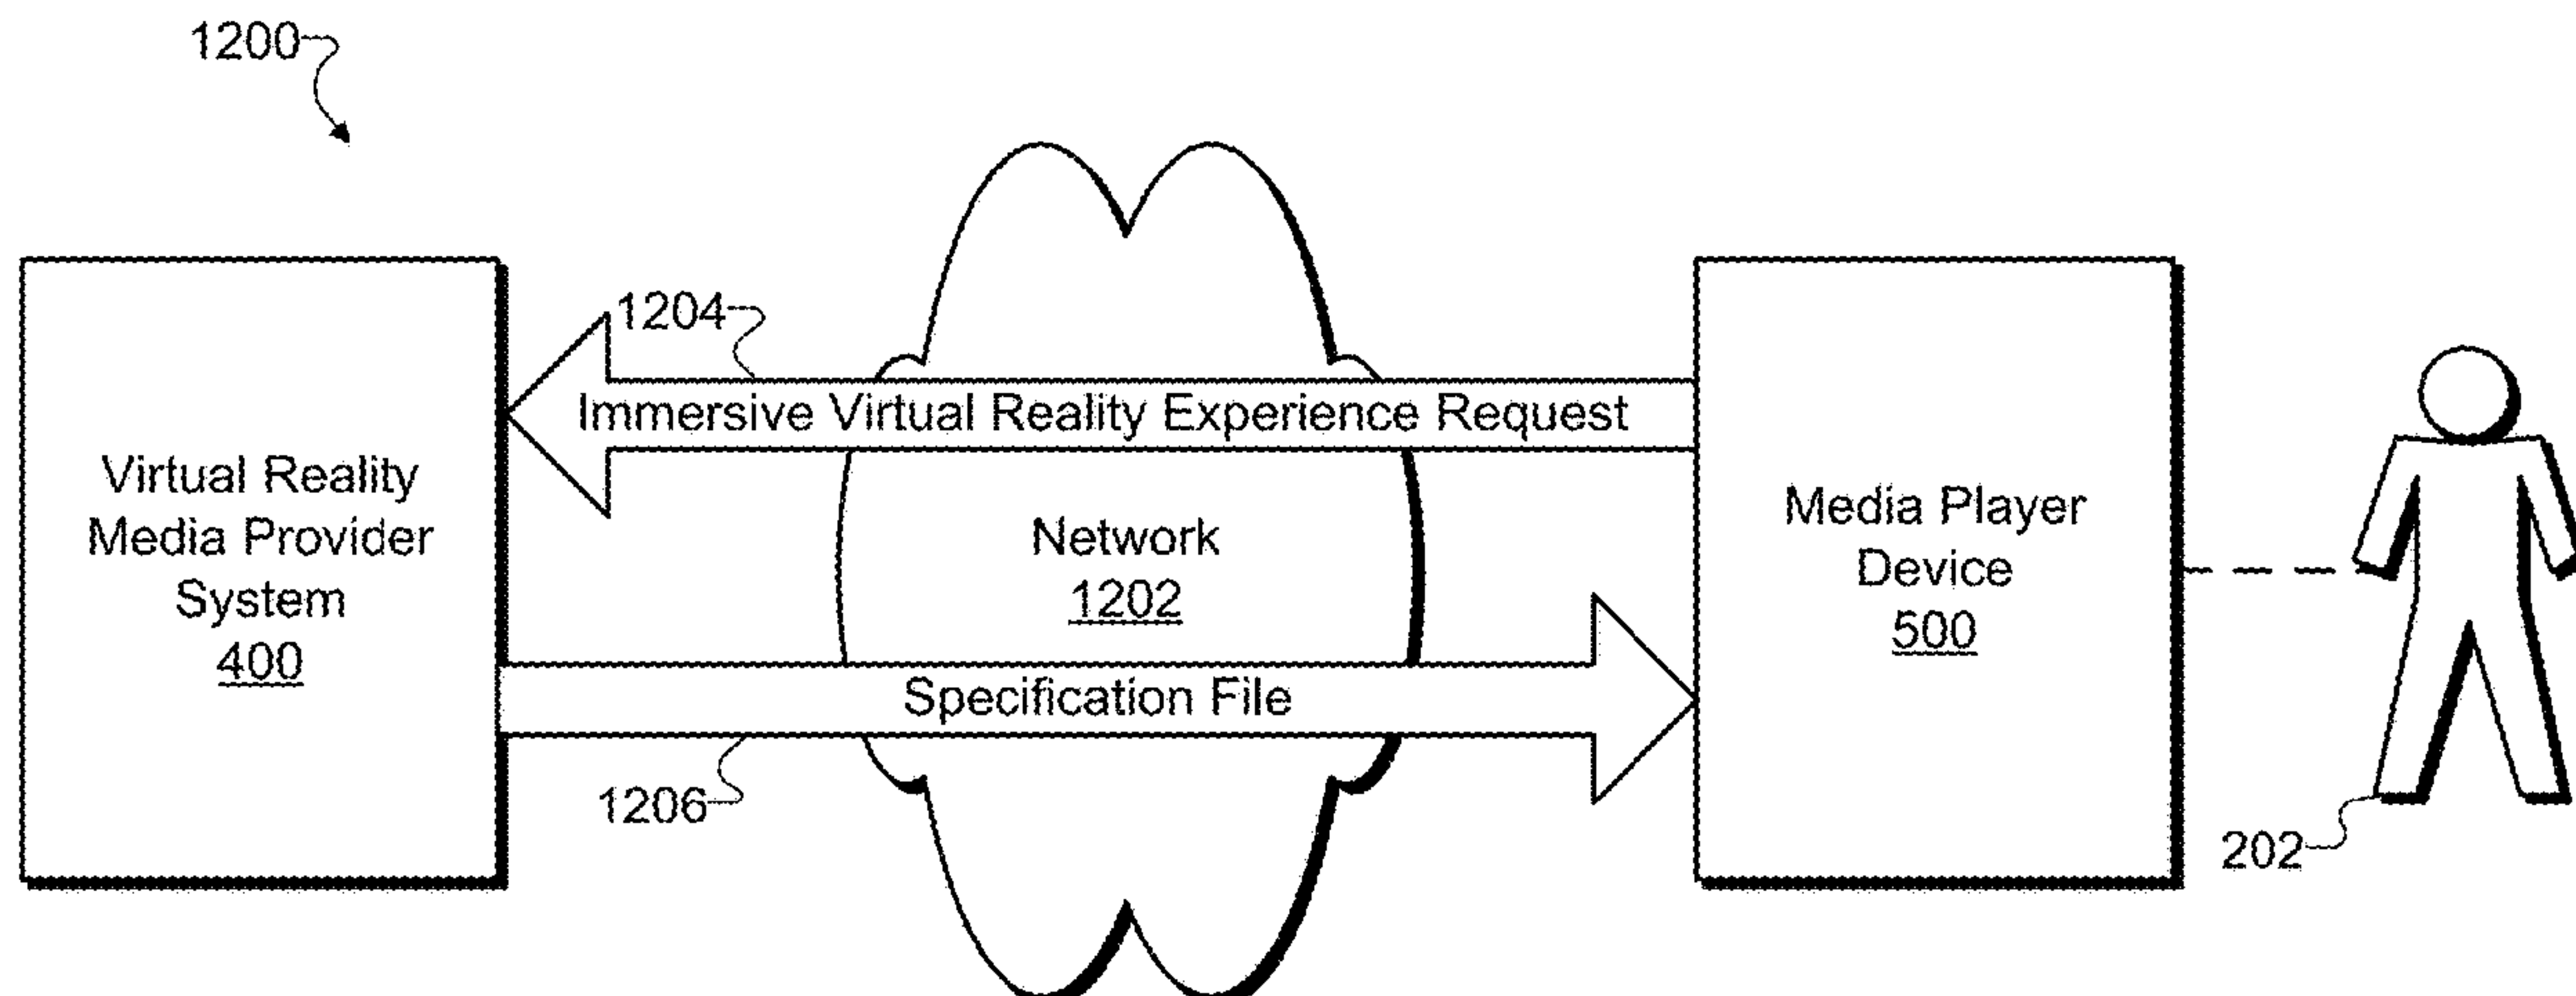 1200
1204
Immersive Virtual Reality Experience Request
Virtual Reality
Media Provider
System
400
Network
1202
Media Player
Device
500
Specification File
1206
202